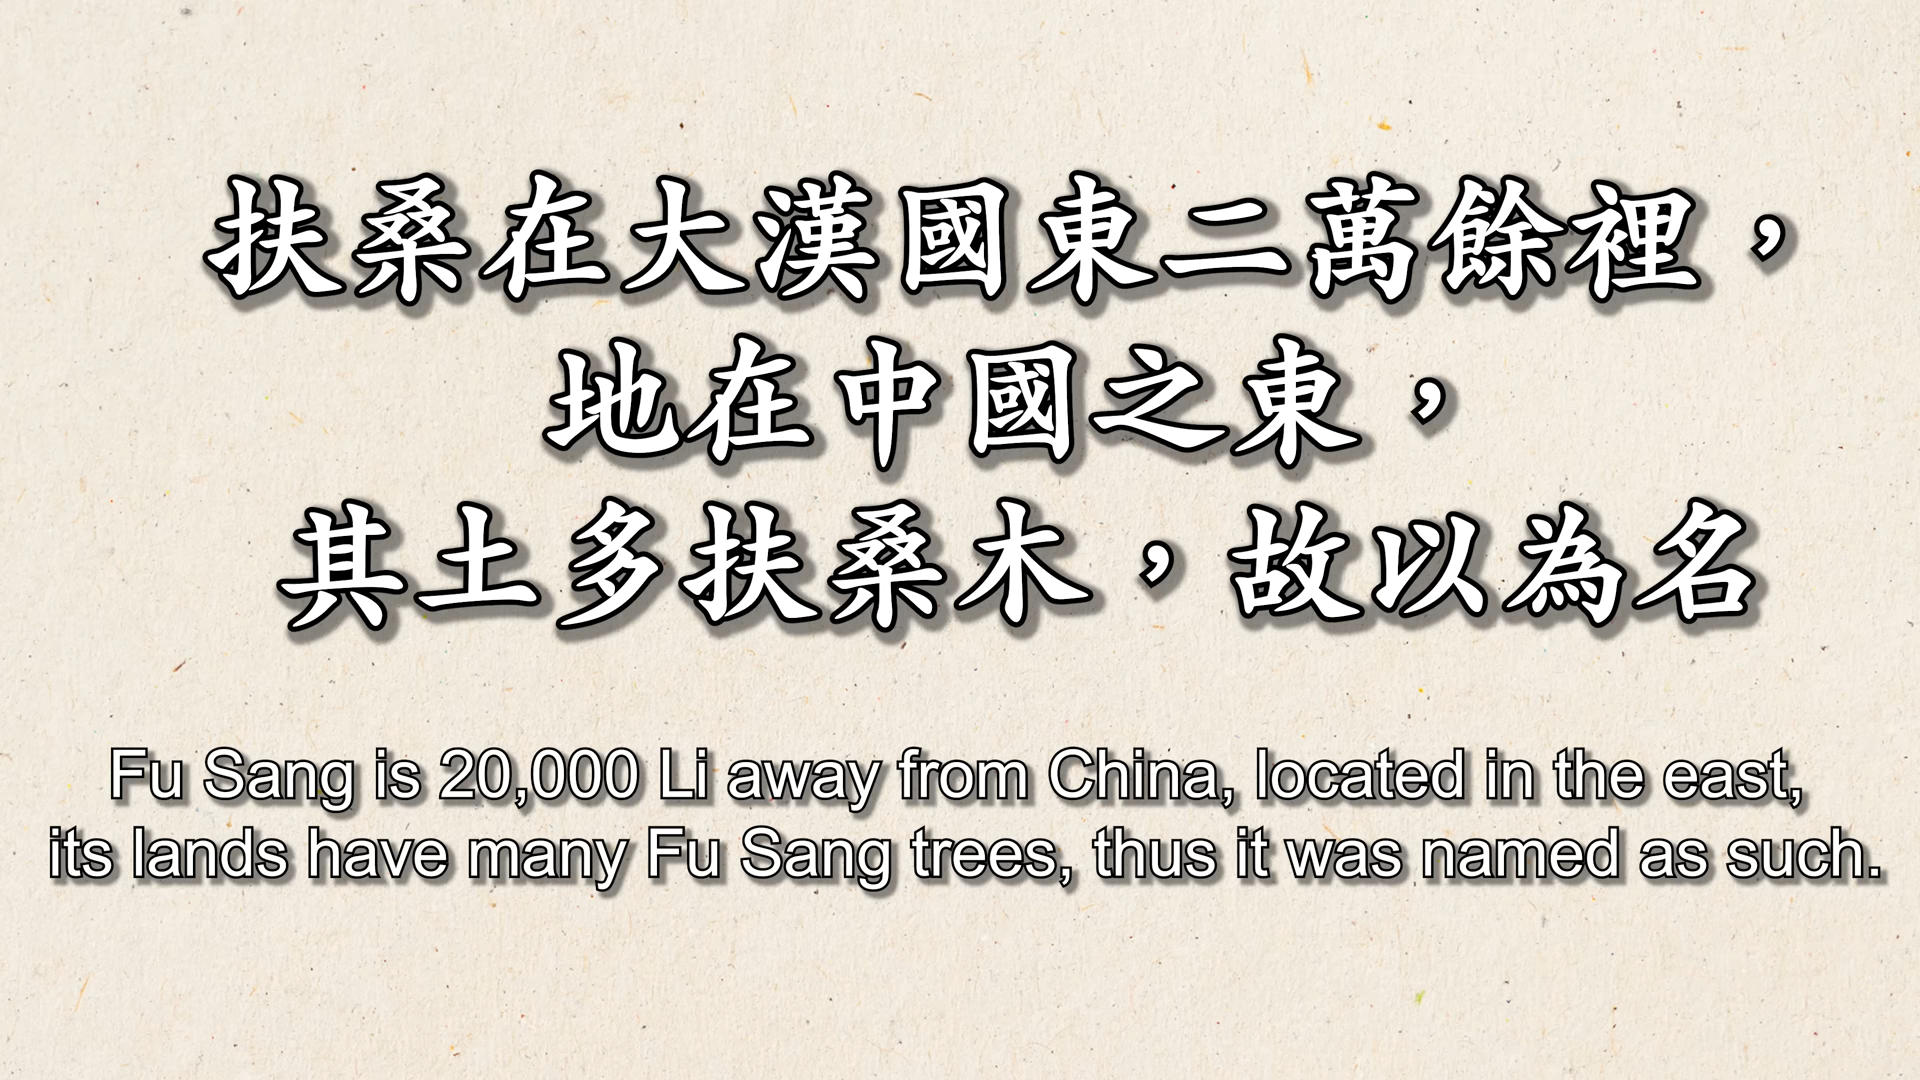 扶桑在大漢國東二萬餘裡，
地在中國之東，
其土多扶桑木，故以為名
Fu Sang is 20,000 Li away from China, located in the east,
its lands have many Fu Sang trees, thus it was named as such.